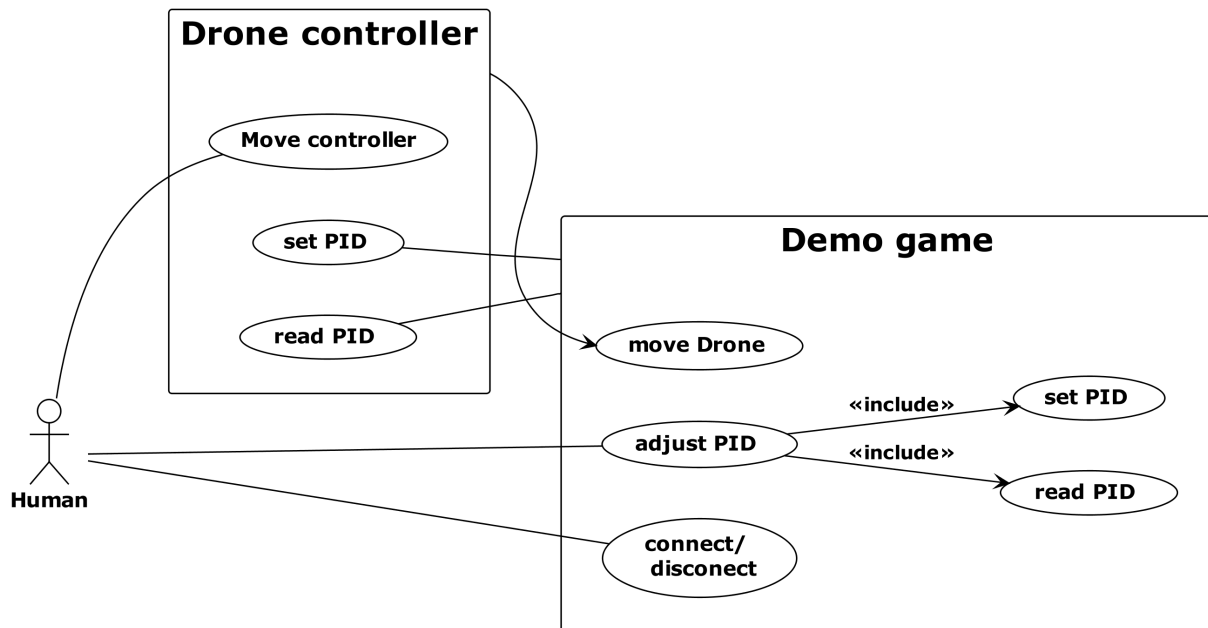 Drone controller
Move controller
set PID
read PID
Human
Demo game
move Drone
adjust PID
connect/
disconect
«include»
«include»
set PID
read PID